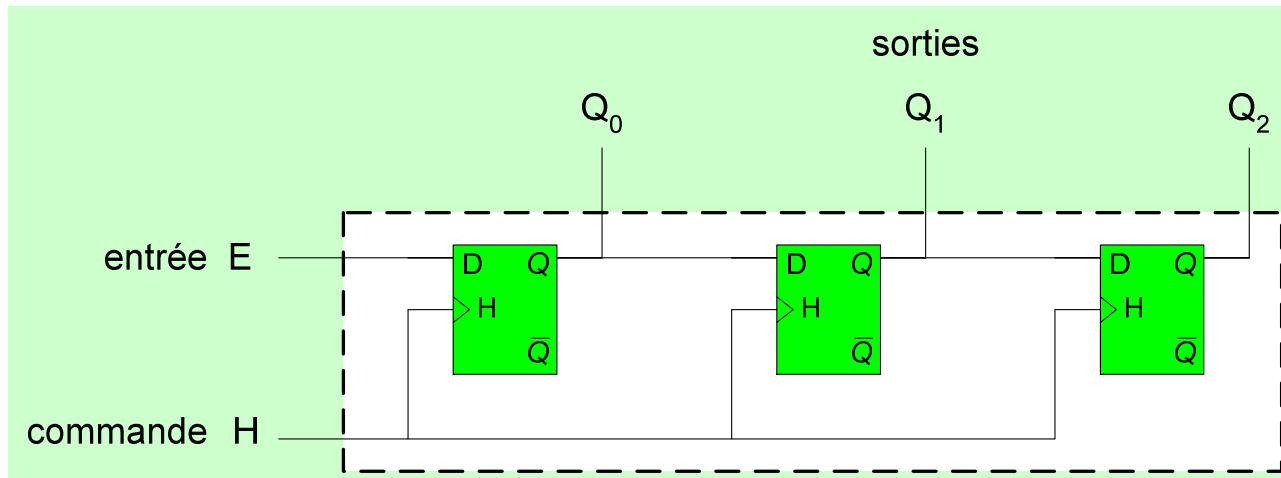 sorties
Q0 Q1 Q2
entrée E
D Q D Q D Q
H H H
Q̅ Q̅ Q̅
commande H